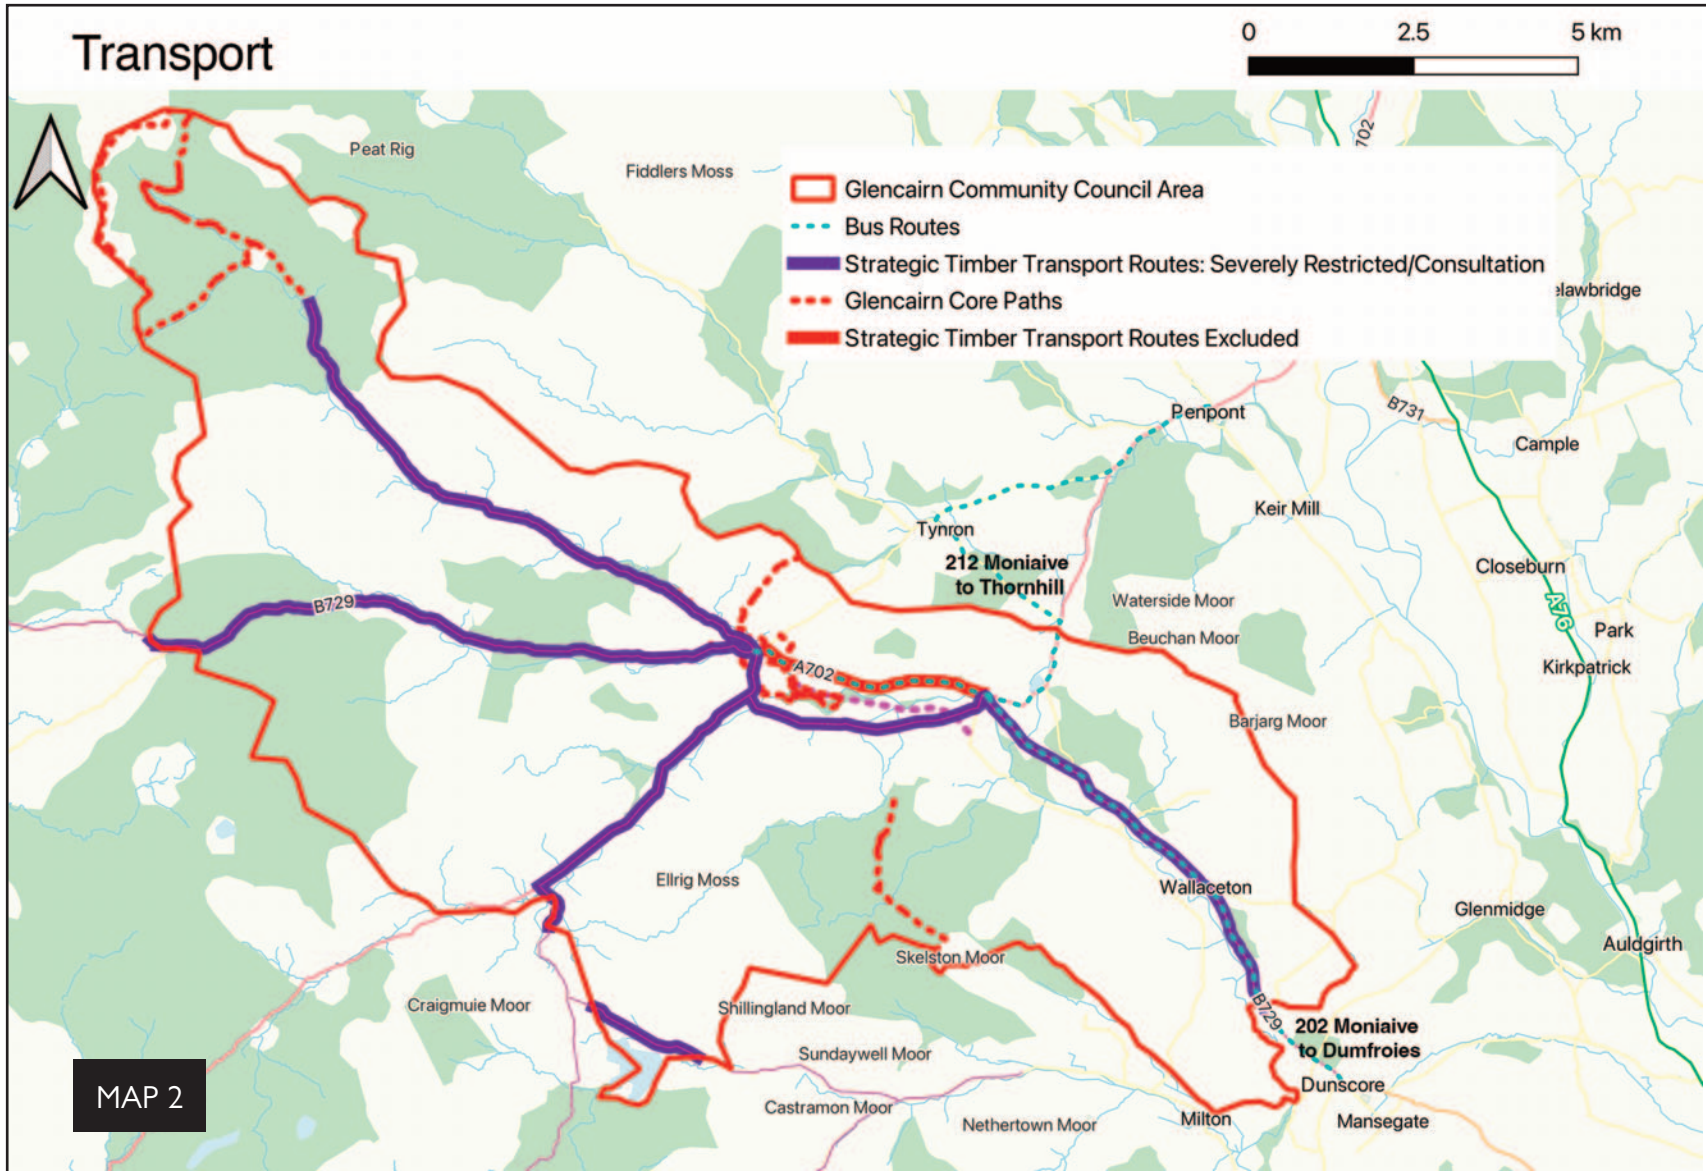 Transport
0 2.5 5 km
702
Peat Rig
Fiddlers Moss
Glencairn Community Council Area
Bus Routes
Strategic Timber Transport Routes: Severely Restricted/Consultation
Glencairn Core Paths
Strategic Timber Transport Routes Excluded
elawbridge
Penpont
B731
Cample
Keir Mill
Tynron
212 Moniaive
to Thornhill
Closeburn
A76
B729
Waterside Moor
Park
Beuchan Moor
Kirkpatrick
A702
Barjarg Moor
Ellrig Moss
Wallaceton
Glenmidge
Auldgirth
Skelston Moor
Craigmuie Moor
Shillingland Moor
B729
202 Moniaive
to Dumfroies
Sundaywell Moor
Dunscore
MAP 2
Castramon Moor
Nethertown Moor
Milton
Mansegate